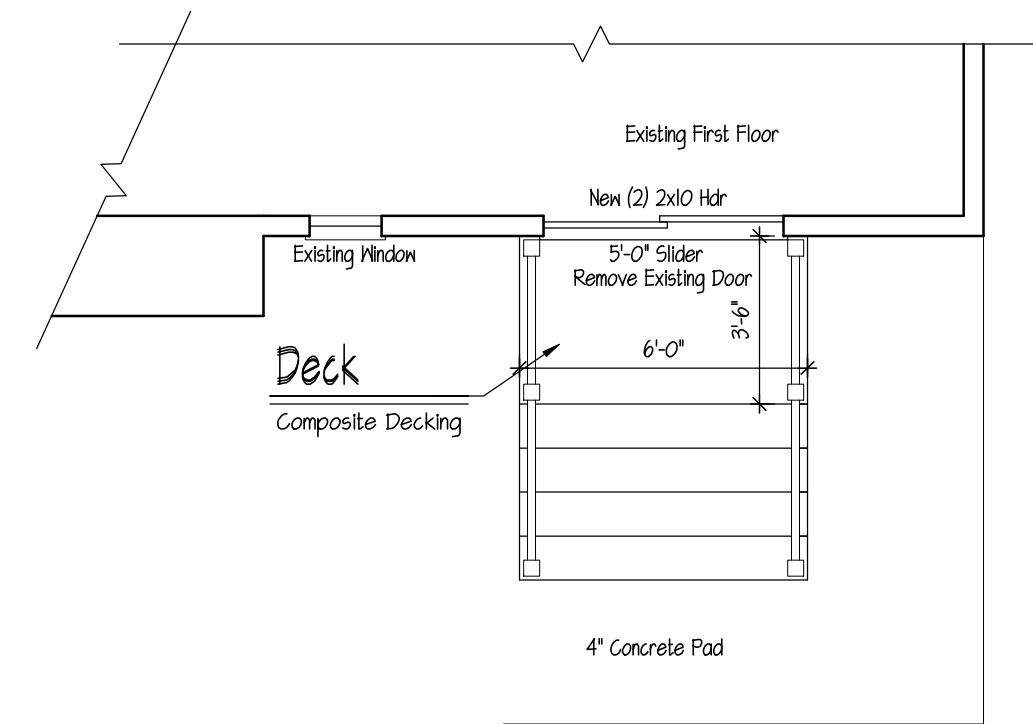 Existing First Floor
New (2) 2x10 Hdr
Existing Window
5'-0" Slider
Remove Existing Door
3'-6"
6'-0"
Deck
Composite Decking
4" Concrete Pad